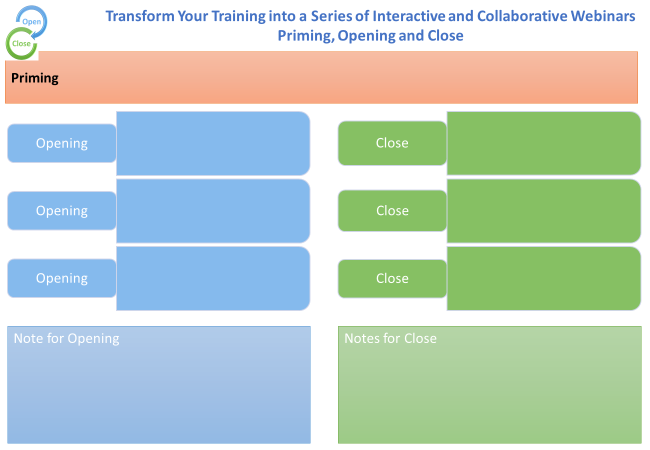 Open
Close
Transform Your Training into a Series of Interactive and Collaborative Webinars
Priming, Opening and Close
Priming
Opening
Close
Opening
Close
Opening
Close
Note for Opening
Notes for Close